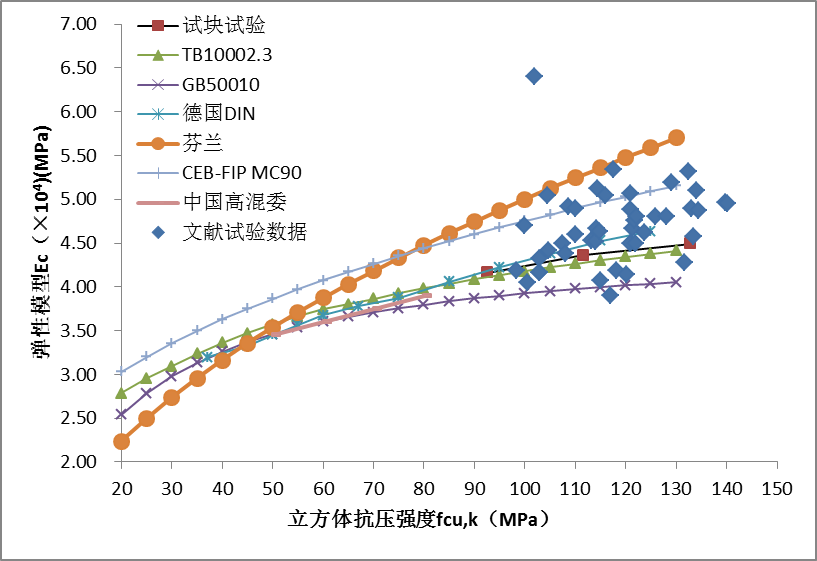 7.00
6.50
6.00
5.50
5.00
4.50
4.00
3.50
3.00
2.50
2.00
弹性模型Ec（×10⁴)(MPa)
试块试验
TB10002.3
GB50010
德国DIN
芬兰
CEB-FIP MC90
中国高混委
文献试验数据
20 30 40 50 60 70 80 90 100 110 120 130 140 150
立方体抗压强度fcu,k（MPa）